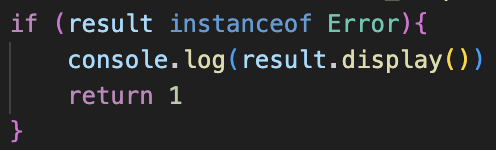 if (result instanceof Error){
    console.log(result.display())
    return 1
}